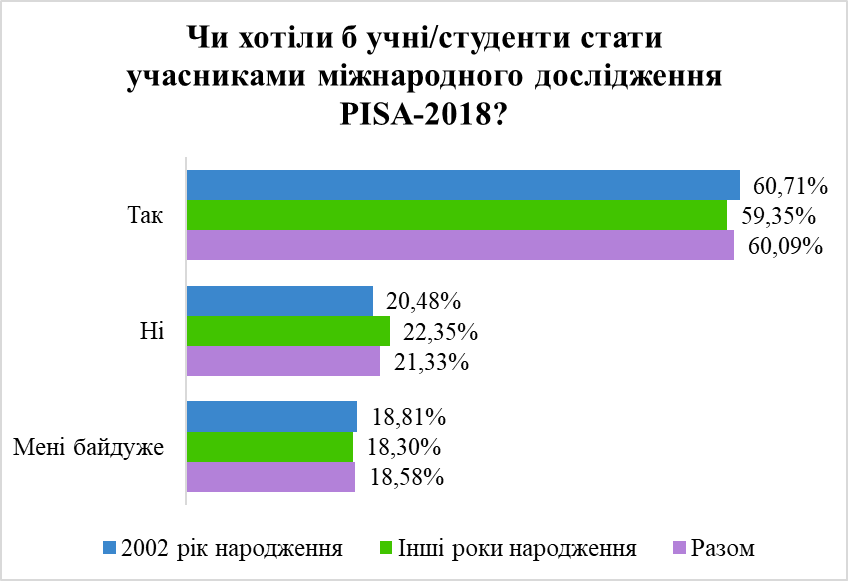 Чи хотіли б учні/студенти стати
учасниками міжнародного дослідження
PISA-2018?
Так
60,71%
59,35%
60,09%
Ні
20,48%
22,35%
21,33%
Мені байдуже
18,81%
18,30%
18,58%
2002 рік народження Інші роки народження Разом